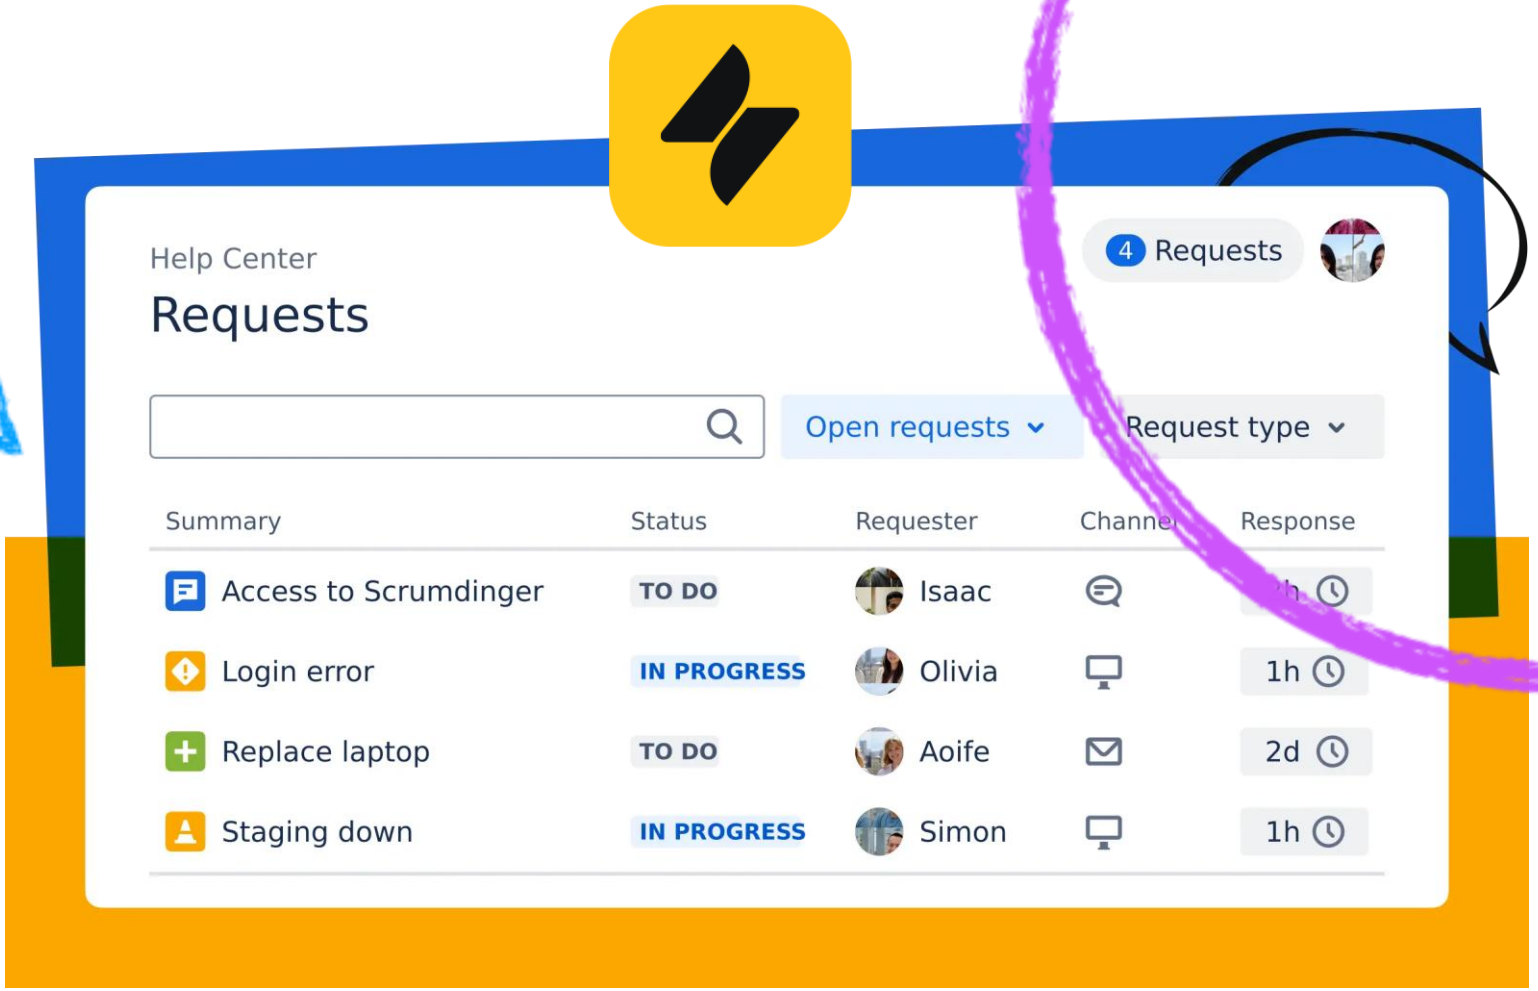 Help Center
4 Requests
Requests
Open requests
Request type
Summary Status Requester Channel Response
Access to Scrumdinger TO DO Isaac
Login error IN PROGRESS Olivia 1h
Replace laptop TO DO Aoife 2d
Staging down IN PROGRESS Simon 1h